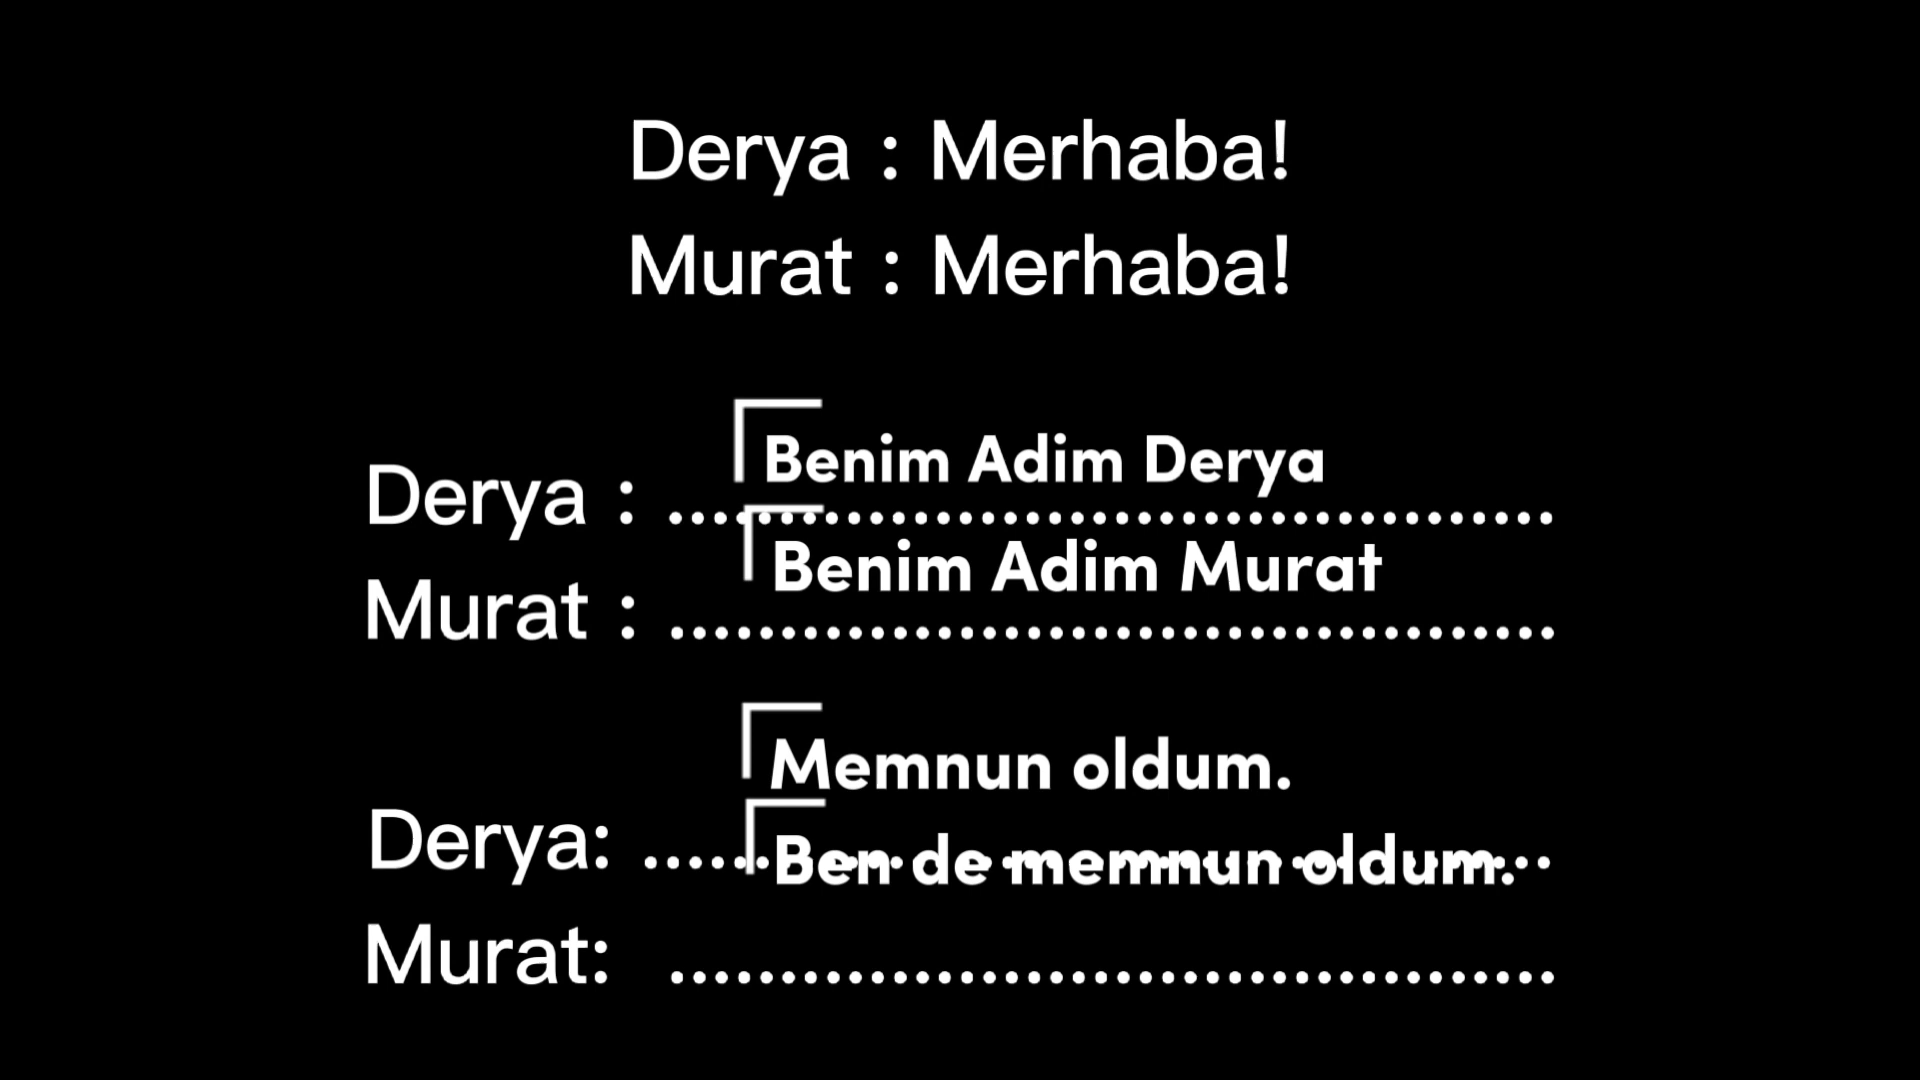 Derya : Merhaba!
Murat : Merhaba!
Benim Adim Derya
Derya : ........................................
Benim Adim Murat
Murat : ........................................
Memnun oldum.
Derya: .........................................
Ben de memnun oldum.
Murat: ........................................